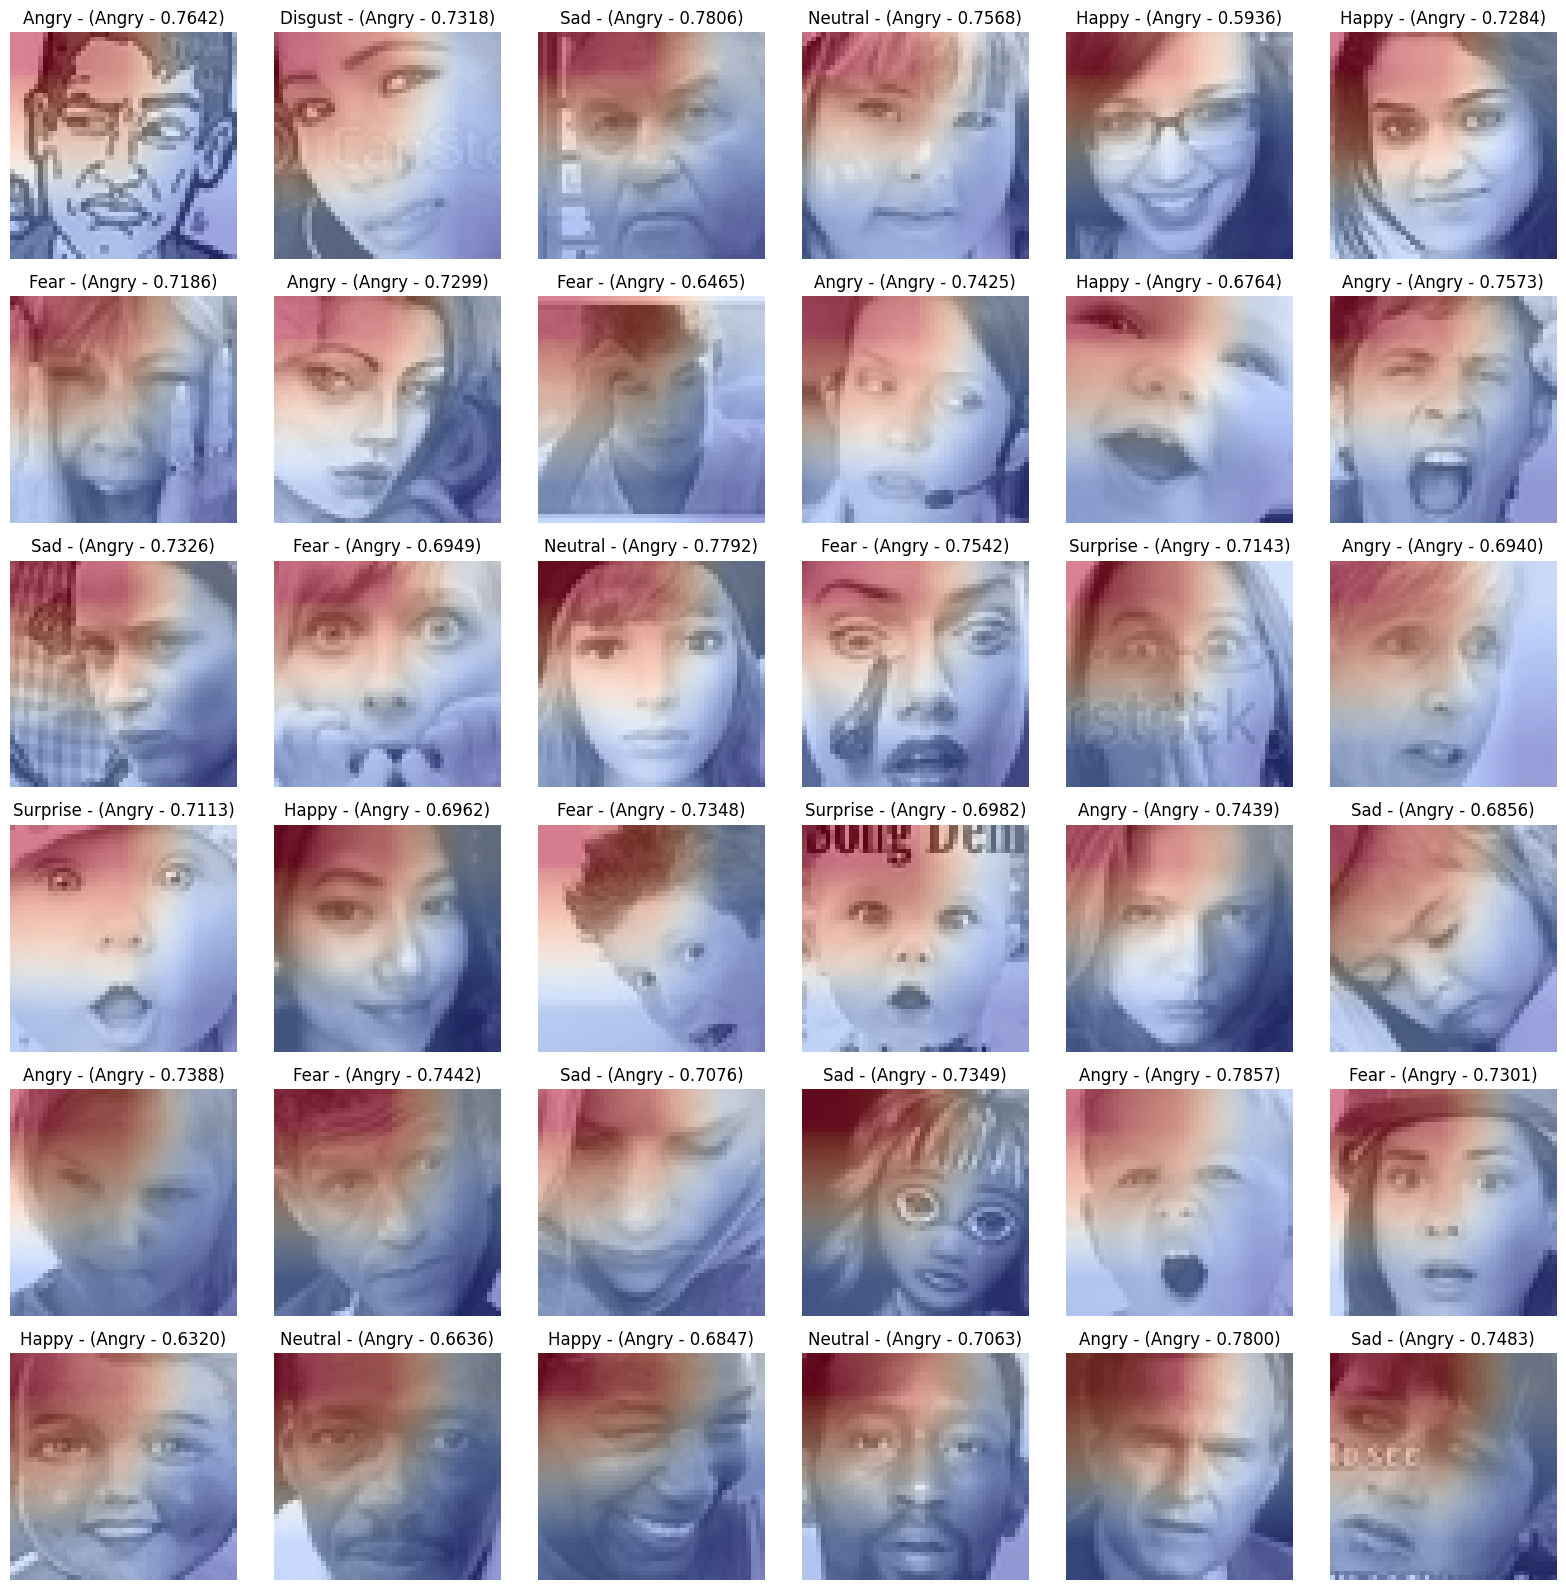 Angry - (Angry - 0.7642)
Disgust - (Angry - 0.7318)
Sad - (Angry - 0.7806)
Neutral - (Angry - 0.7568)
Happy - (Angry - 0.5936)
Happy - (Angry - 0.7284)
Fear - (Angry - 0.7186)
Angry - (Angry - 0.7299)
Fear - (Angry - 0.6465)
Angry - (Angry - 0.7425)
Happy - (Angry - 0.6764)
Angry - (Angry - 0.7573)
Sad - (Angry - 0.7326)
Fear - (Angry - 0.6949)
Neutral - (Angry - 0.7792)
Fear - (Angry - 0.7542)
Surprise - (Angry - 0.7143)
Angry - (Angry - 0.6940)
stock
Surprise - (Angry - 0.7113)
Happy - (Angry - 0.6962)
Fear - (Angry - 0.7348)
Surprise - (Angry - 0.6982)
Angry - (Angry - 0.7439)
Sad - (Angry - 0.6856)
Angry - (Angry - 0.7388)
Fear - (Angry - 0.7442)
Sad - (Angry - 0.7076)
Sad - (Angry - 0.7349)
Angry - (Angry - 0.7857)
Fear - (Angry - 0.7301)
Happy - (Angry - 0.6320)
Neutral - (Angry - 0.6636)
Happy - (Angry - 0.6847)
Neutral - (Angry - 0.7063)
Angry - (Angry - 0.7800)
Sad - (Angry - 0.7483)